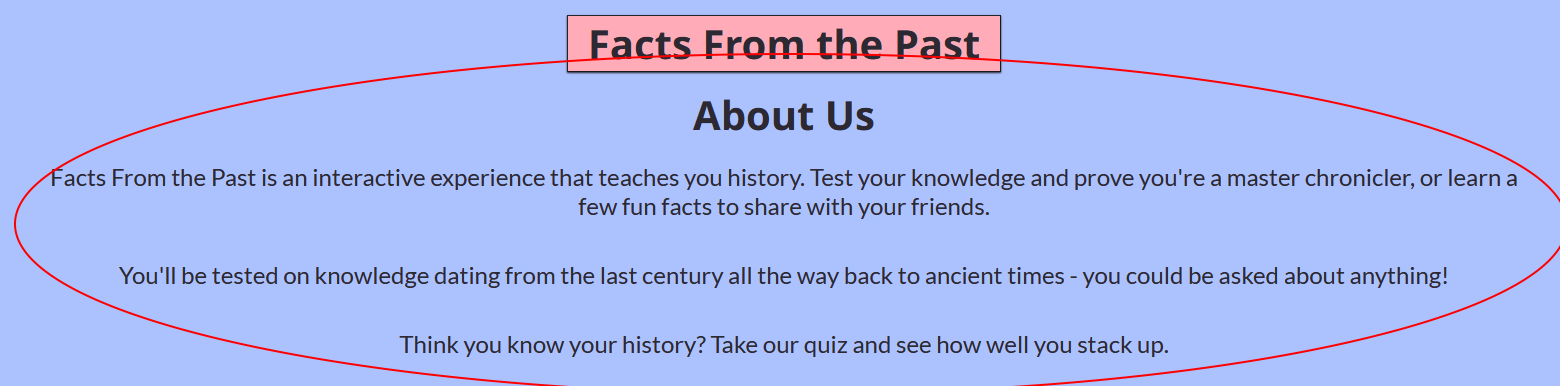 Facts From the Past
About Us
Facts From the Past is an interactive experience that teaches you history. Test your knowledge and prove you're a master chronicler, or learn a
few fun facts to share with your friends.
You'll be tested on knowledge dating from the last century all the way back to ancient times - you could be asked about anything!
Think you know your history? Take our quiz and see how well you stack up.